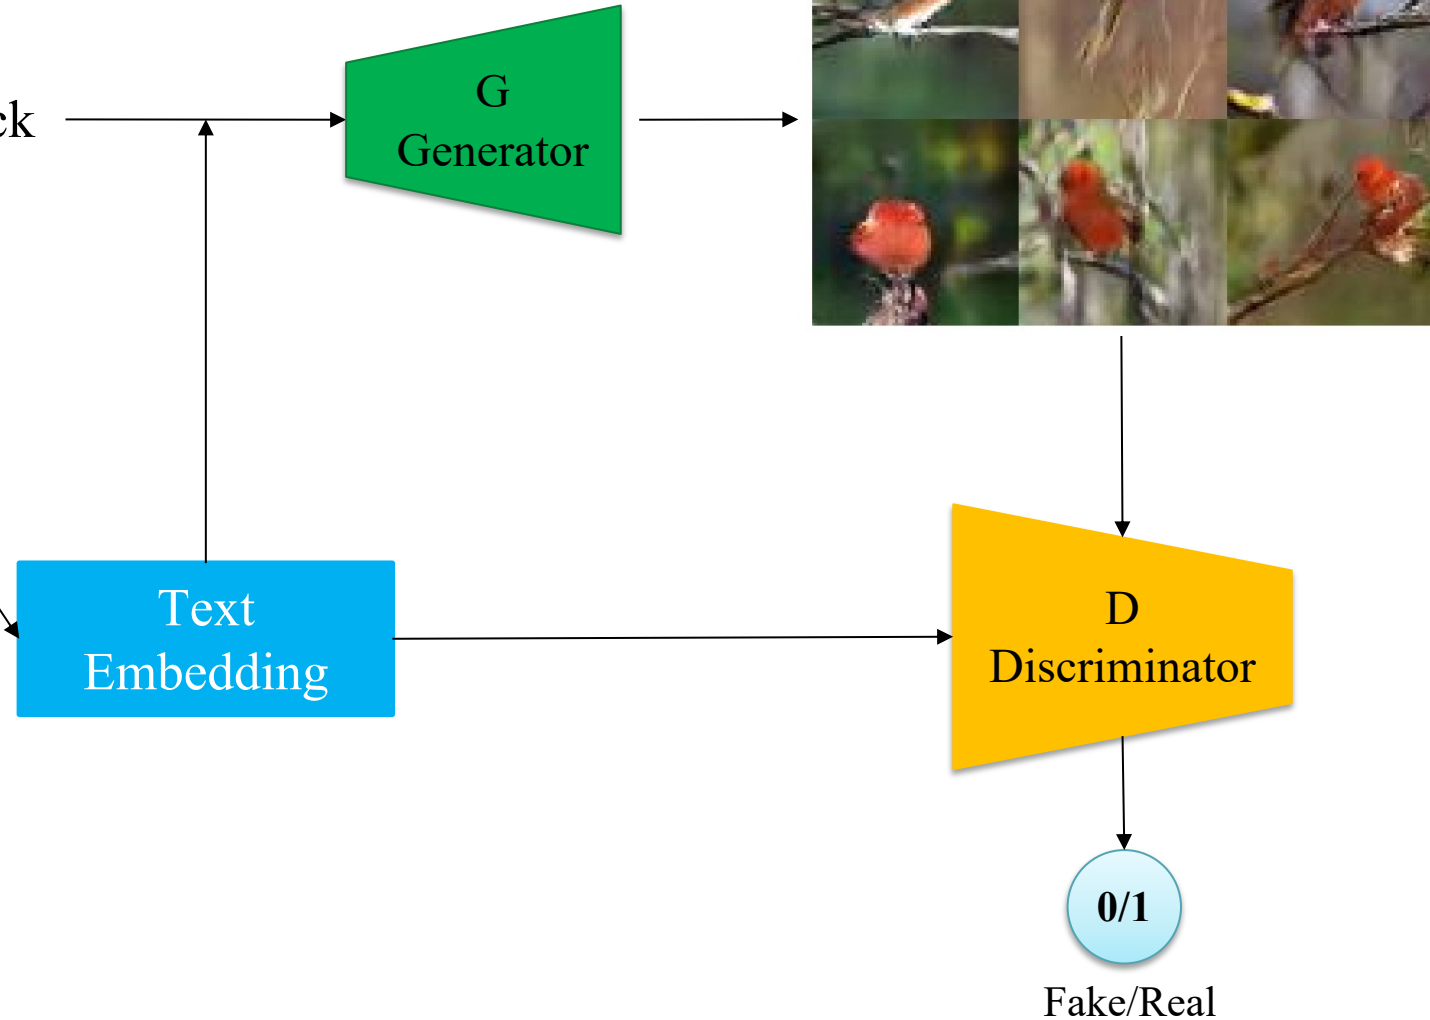 G
Generator
Text
Embedding
D
Discriminator
0/1
Fake/Real